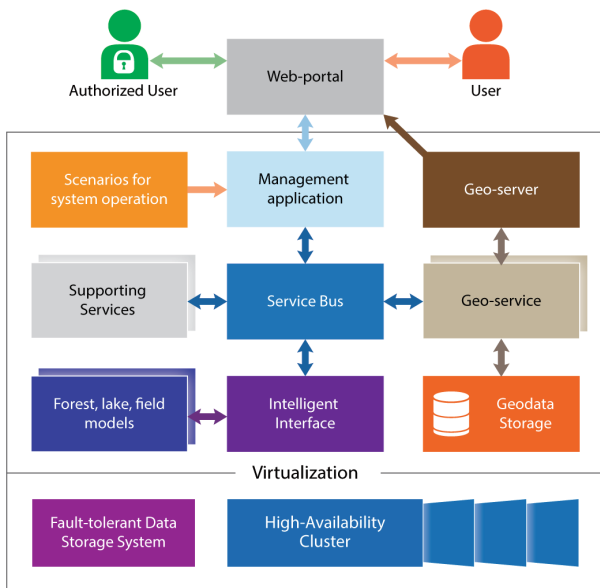 Authorized User
Web-portal
User
Scenarios for
system operation
Management
application
Geo-server
Supporting
Services
Service Bus
Geo-service
Forest, lake, field
models
Intelligent
Interface
Geodata
Storage
Virtualization
Fault-tolerant Data
Storage System
High-Availability
Cluster